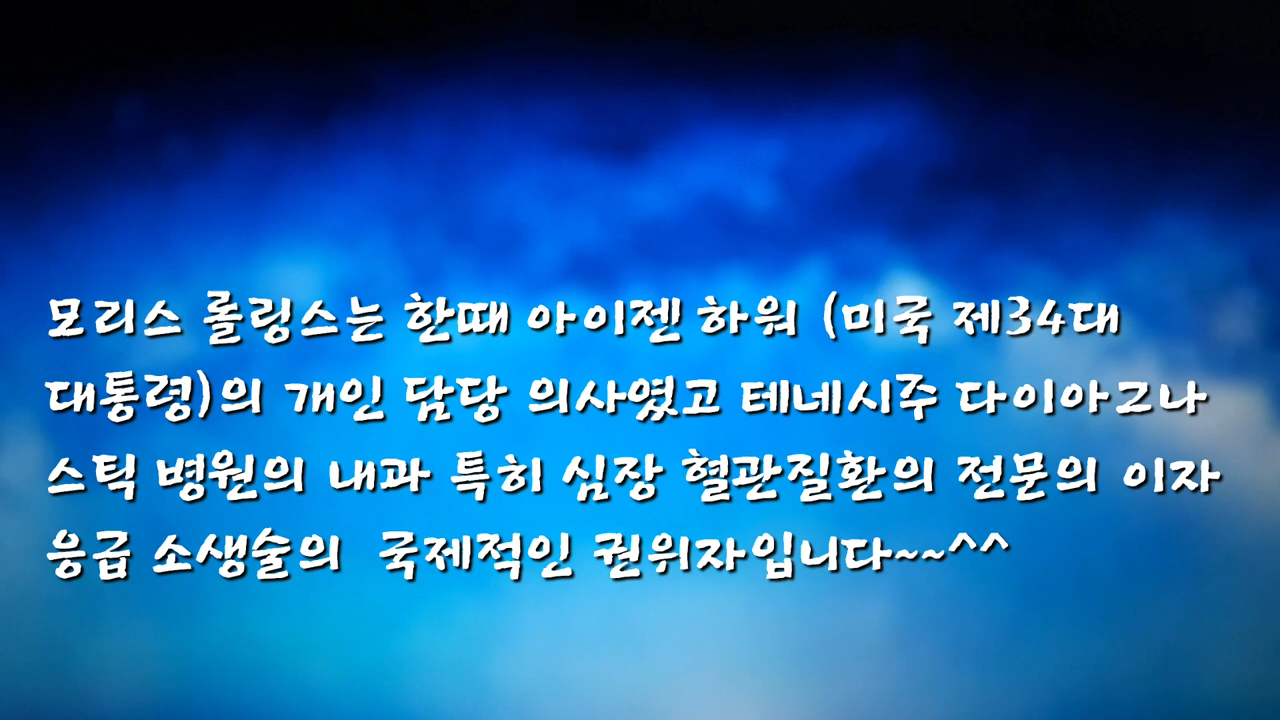 모리스 롤링스는 한때 아이젠 하워 (미국 제34대
대통령)의 개인 담당 의사였고 테네시주 다이아그나
스틱 병원의 내과 특히 심장 혈관질환의 전문의 이자
응급 소생술의  국제적인 권위자입니다~~^^